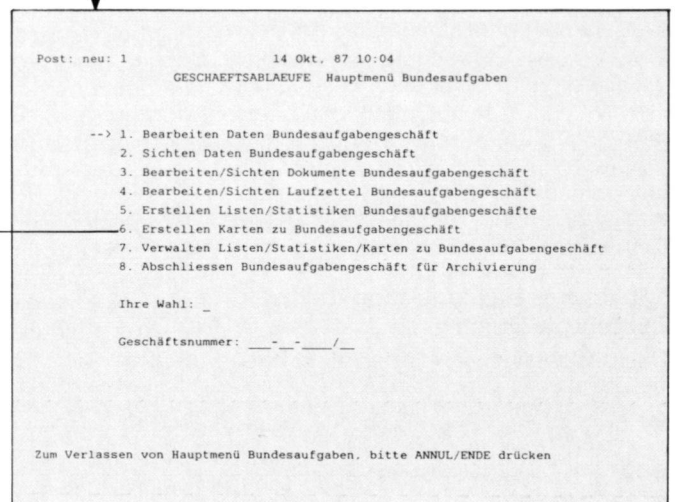 Post: neu: 1 14 Okt. 87 10:04
GESCHAEFTSABLAEUFE Hauptmenü Bundesaufgaben
--> 1. Bearbeiten Daten Bundesaufgabengeschäft
2. Sichten Daten Bundesaufgabengeschäft
3. Bearbeiten/Sichten Dokumente Bundesaufgabengeschäft
4. Bearbeiten/Sichten Laufzettel Bundesaufgabengeschäft
5. Erstellen Listen/Statistiken Bundesaufgabengeschäfte
6. Erstellen Karten zu Bundesaufgabengeschäft
7. Verwalten Listen/Statistiken/Karten zu Bundesaufgabengeschäft
8. Abschliessen Bundesaufgabengeschäft für Archivierung
Ihre Wahl: _
Geschäftsnummer: ___-__-____/__
Zum Verlassen von Hauptmenü Bundesaufgaben, bitte ANNUL/ENDE drücken